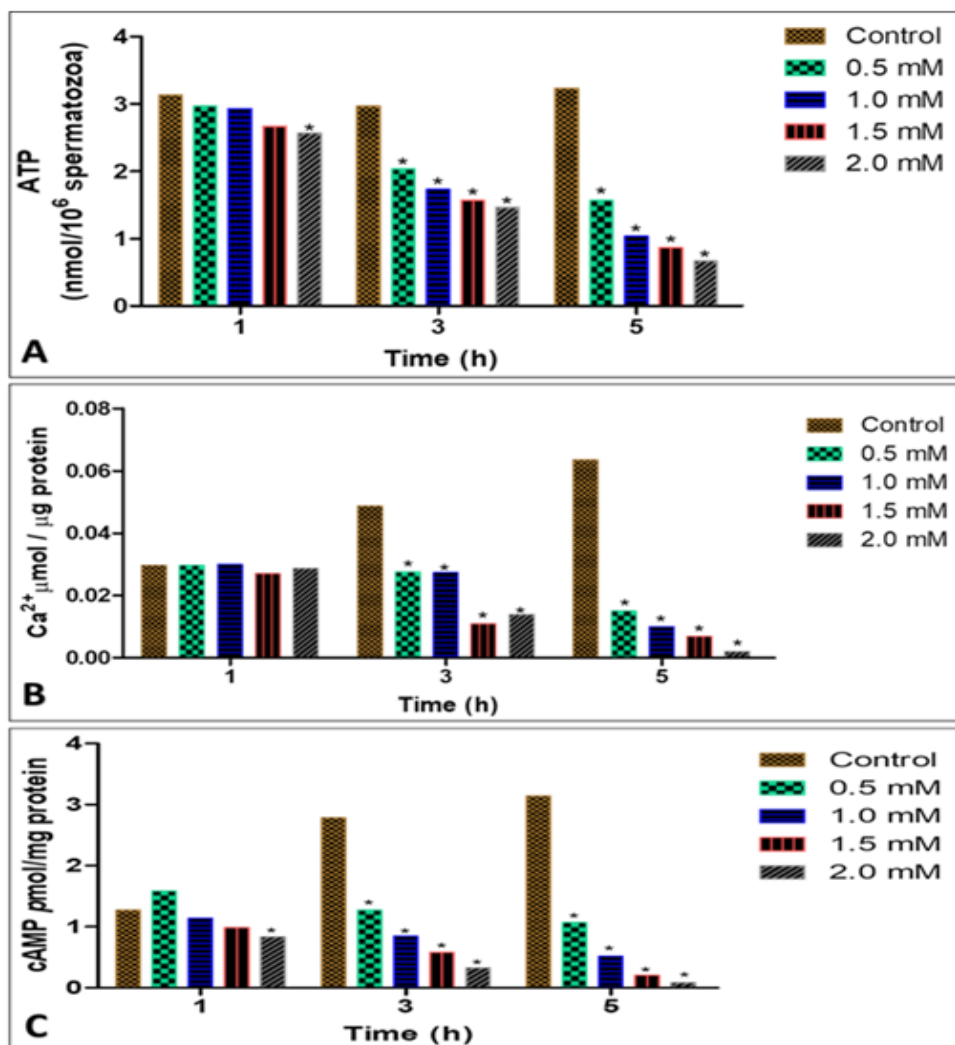 4
3
2
1
0
ATP
(nmol/10⁶ spermatozoa)
Control
0.5 mM
1.0 mM
1.5 mM
2.0 mM
*
* * * *
* * * *
1 3 5
Time (h)
A
0.08
0.06
0.04
0.02
0.00
Ca²⁺ μmol / μg protein
Control
0.5 mM
1.0 mM
1.5 mM
2.0 mM
* * * *
* * * *
1 3 5
Time (h)
B
4
3
2
1
0
cAMP pmol/mg protein
Control
0.5 mM
1.0 mM
1.5 mM
2.0 mM
*
* * * *
* * * *
1 3 5
Time (h)
C